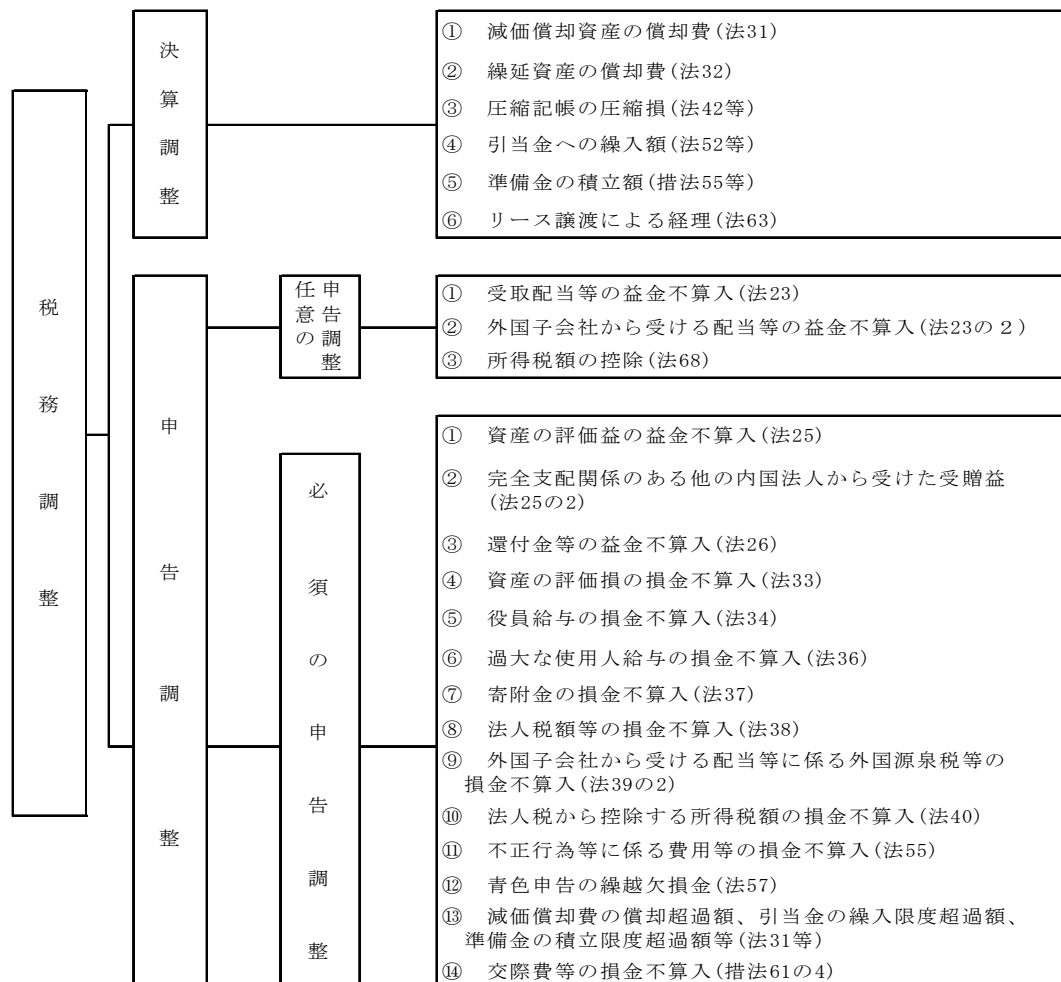 税務調整
決算調整
① 減価償却資産の償却費(法31)
② 繰延資産の償却費(法32)
③ 圧縮記帳の圧縮損(法42等)
④ 引当金への繰入額(法52等)
⑤ 準備金の積立額(措法55等)
⑥ リース譲渡による経理(法63)
申告調整
任意の
申告調整
① 受取配当等の益金不算入(法23)
② 外国子会社から受ける配当等の益金不算入(法23の2)
③ 所得税額の控除(法68)
必須の申告調整
① 資産の評価益の益金不算入(法25)
② 完全支配関係のある他の内国法人から受けた受贈益
(法25の2)
③ 還付金等の益金不算入(法26)
④ 資産の評価損の損金不算入(法33)
⑤ 役員給与の損金不算入(法34)
⑥ 過大な使用人給与の損金不算入(法36)
⑦ 寄附金の損金不算入(法37)
⑧ 法人税額等の損金不算入(法38)
⑨ 外国子会社から受ける配当等に係る外国源泉税等の
損金不算入(法39の2)
⑩ 法人税から控除する所得税額の損金不算入(法40)
⑪ 不正行為等に係る費用等の損金不算入(法55)
⑫ 青色申告の繰越欠損金(法57)
⑬ 減価償却費の償却超過額、引当金の繰入限度超過額、
準備金の積立限度超過額等(法31等)
⑭ 交際費等の損金不算入(措法61の4)